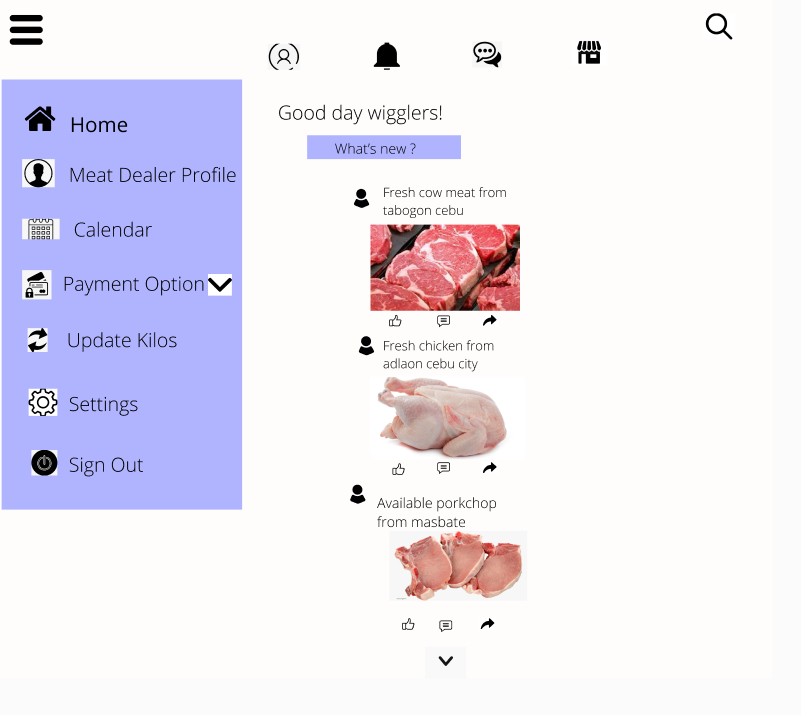 Good day wigglers!
What's new ?
Home
Meat Dealer Profile
Calendar
Payment Option
Update Kilos
Settings
Sign Out
Fresh cow meat from
tabogon cebu
Fresh chicken from
adlaon cebu city
Available porkchop
from masbate